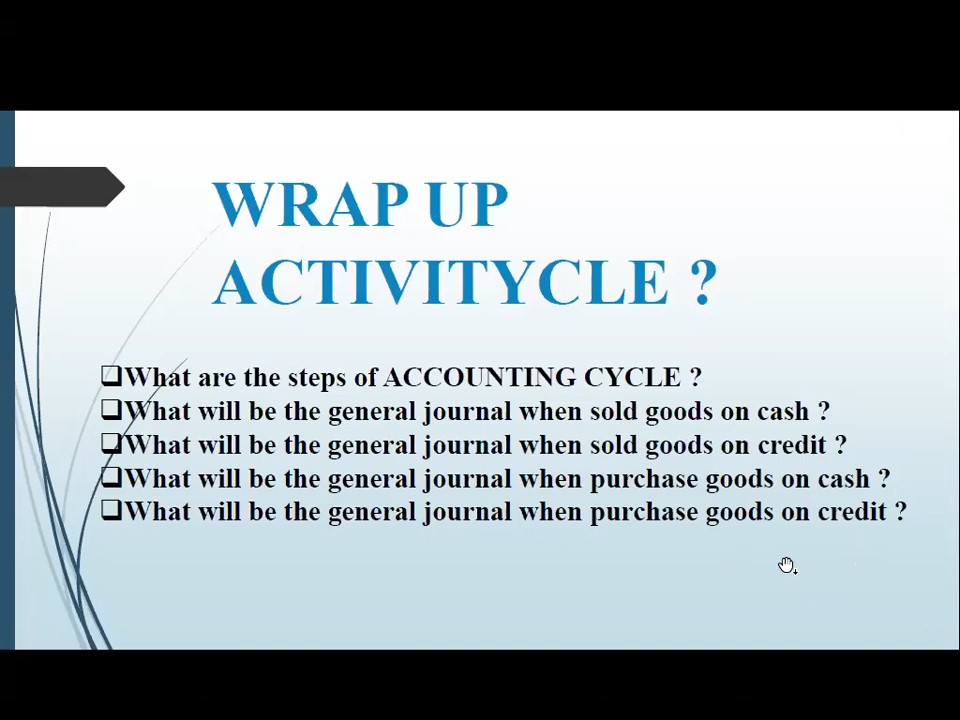 WRAP UP
ACTIVITYCLE ?
❑What are the steps of ACCOUNTING CYCLE ?
❑What will be the general journal when sold goods on cash ?
❑What will be the general journal when sold goods on credit ?
❑What will be the general journal when purchase goods on cash ?
❑What will be the general journal when purchase goods on credit ?